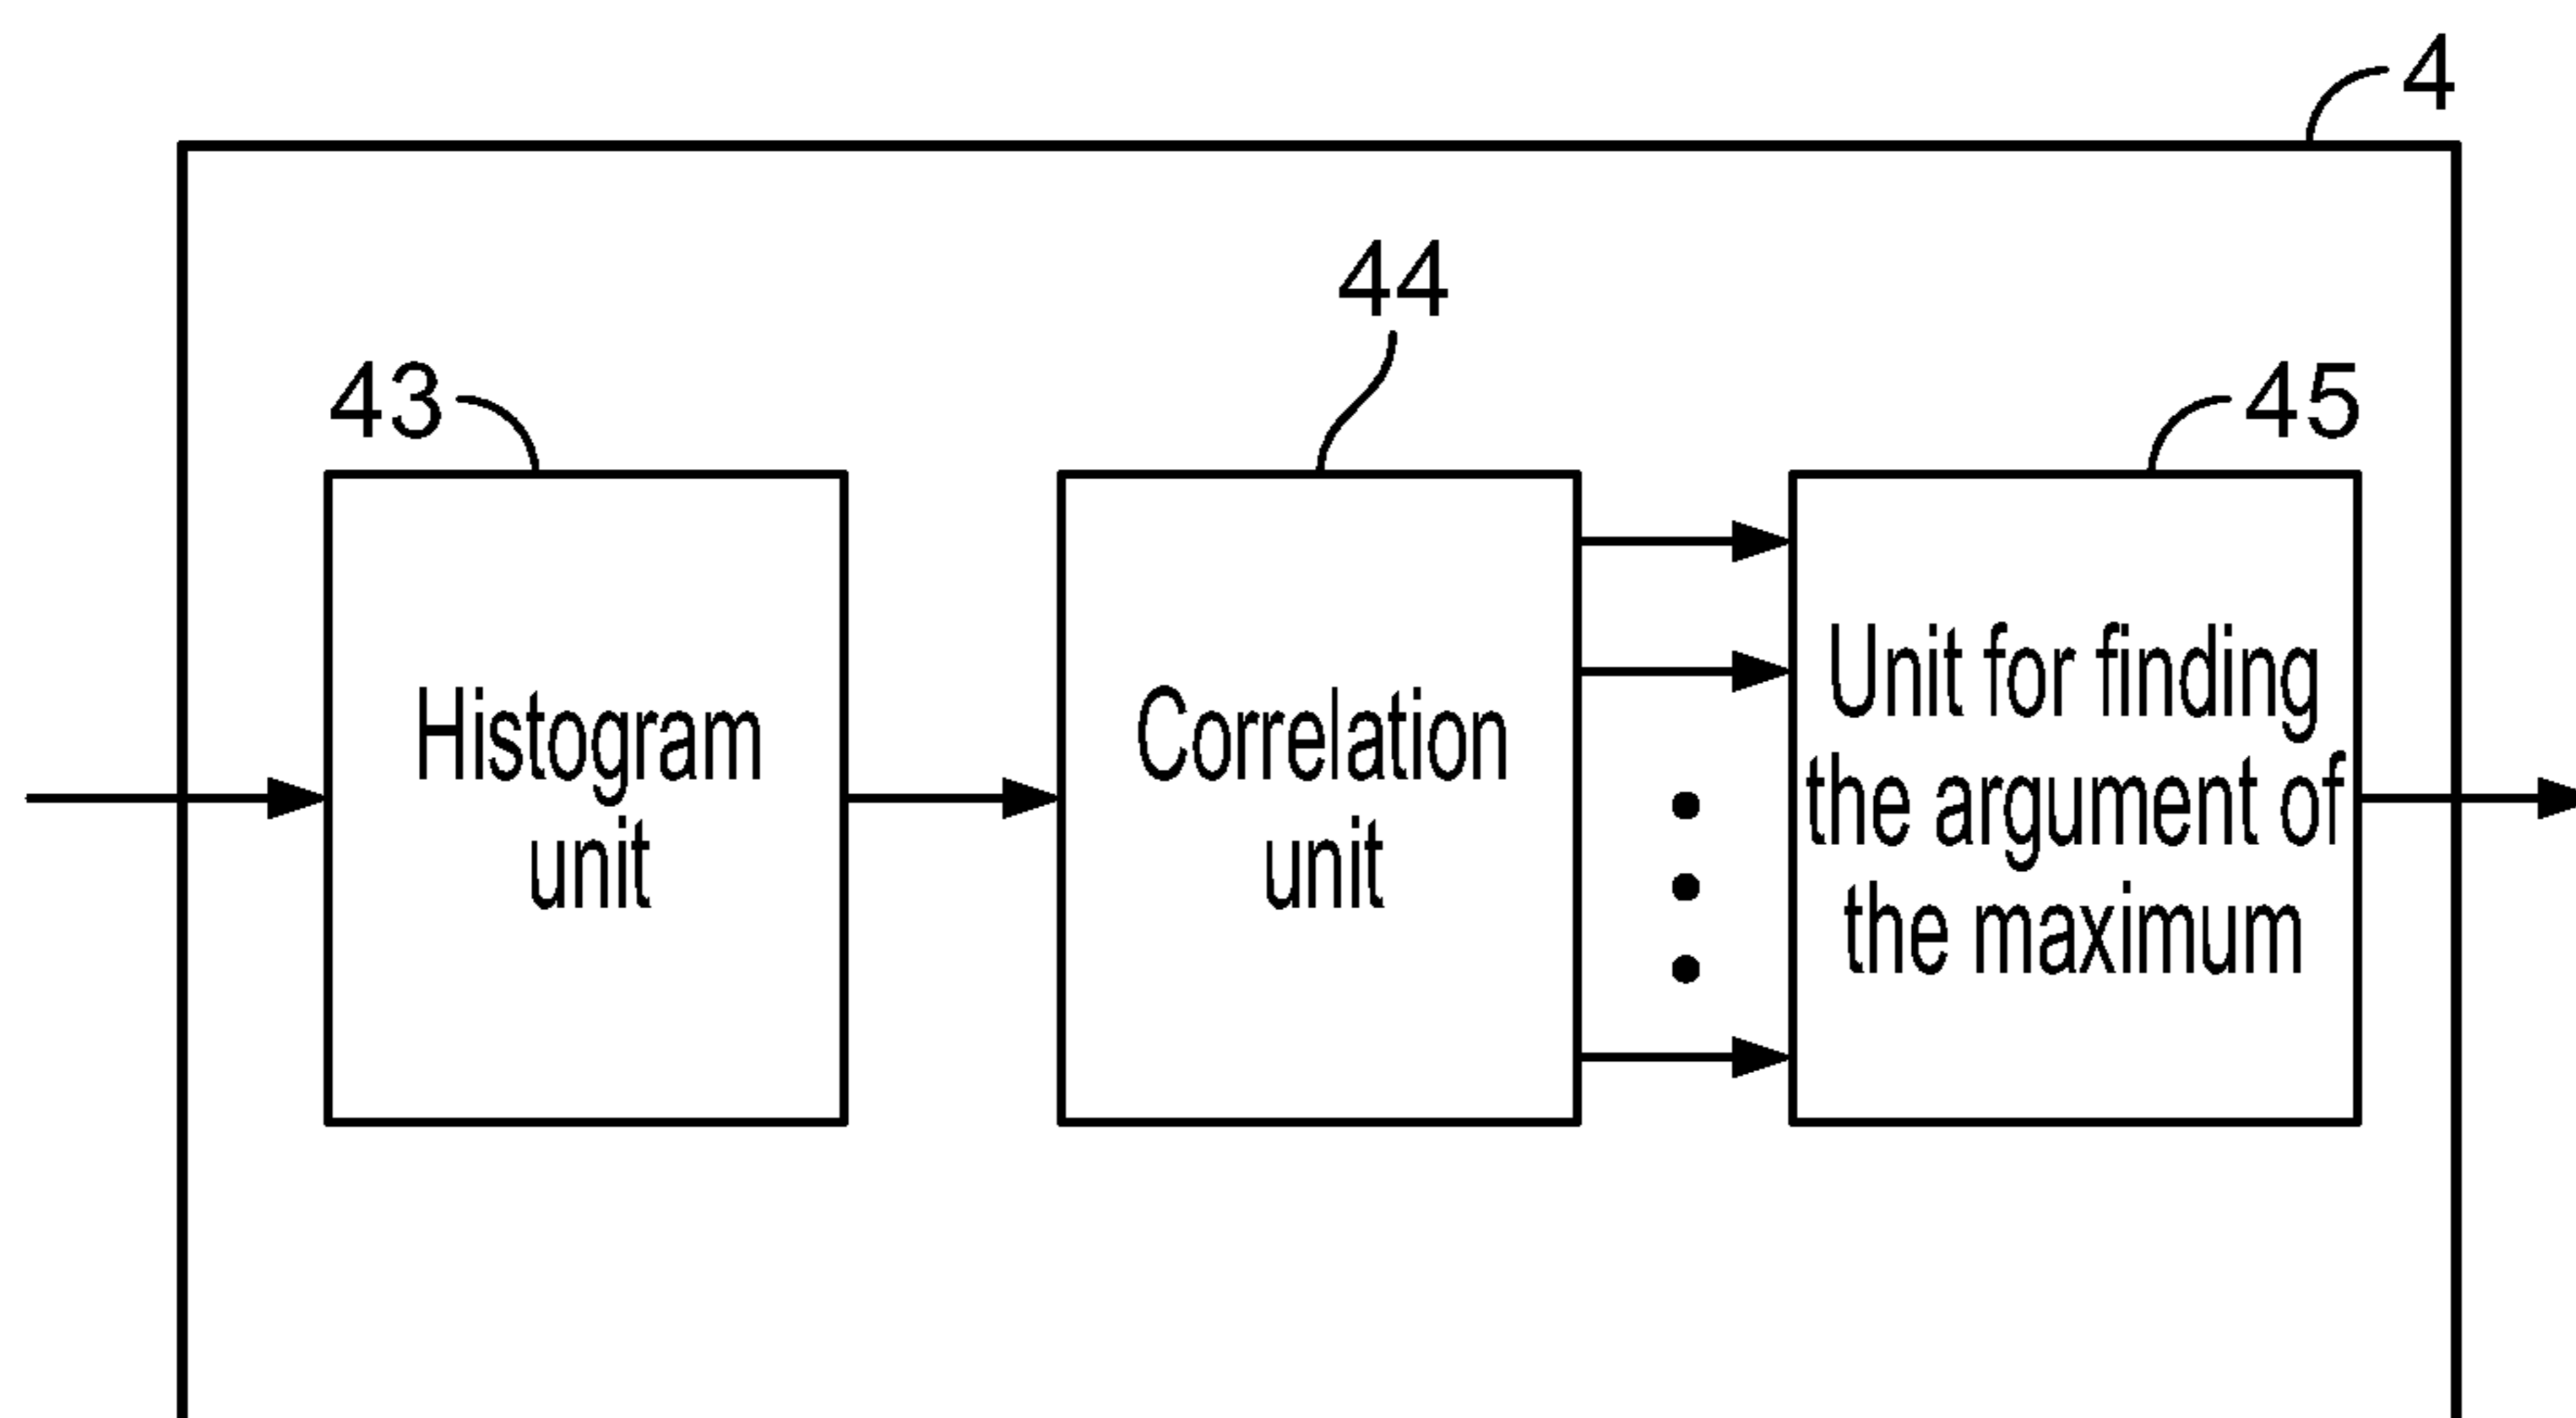 4
44
43
45
Histogram
unit
Correlation
unit
Unit for finding
the argument of
the maximum